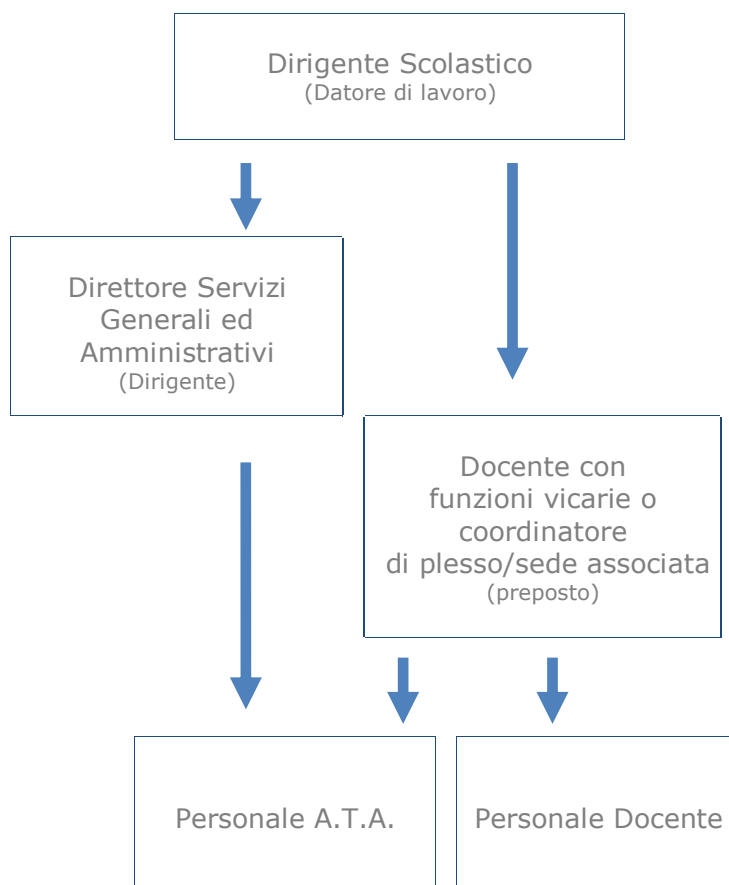 Dirigente Scolastico
(Datore di lavoro)
Direttore Servizi
Generali ed
Amministrativi
(Dirigente)
Docente con
funzioni vicarie o
coordinatore
di plesso/sede associata
(preposto)
Personale A.T.A.
Personale Docente